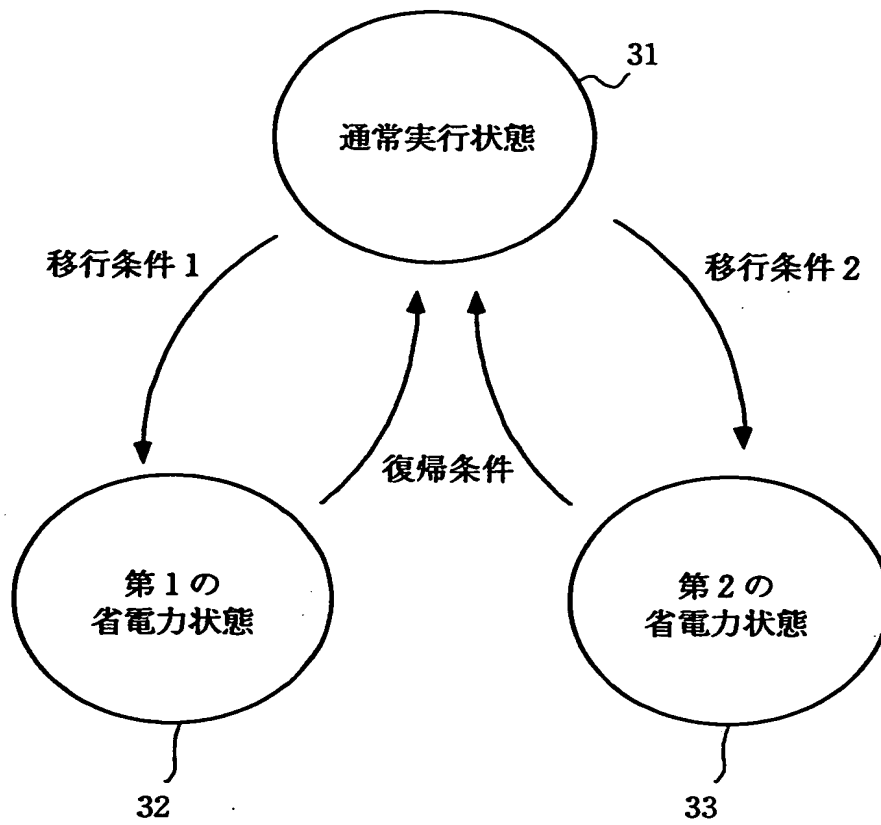 31
通常実行状態
移行条件1
移行条件2
復帰条件
第1の
省電力状態
第2の
省電力状態
32
33